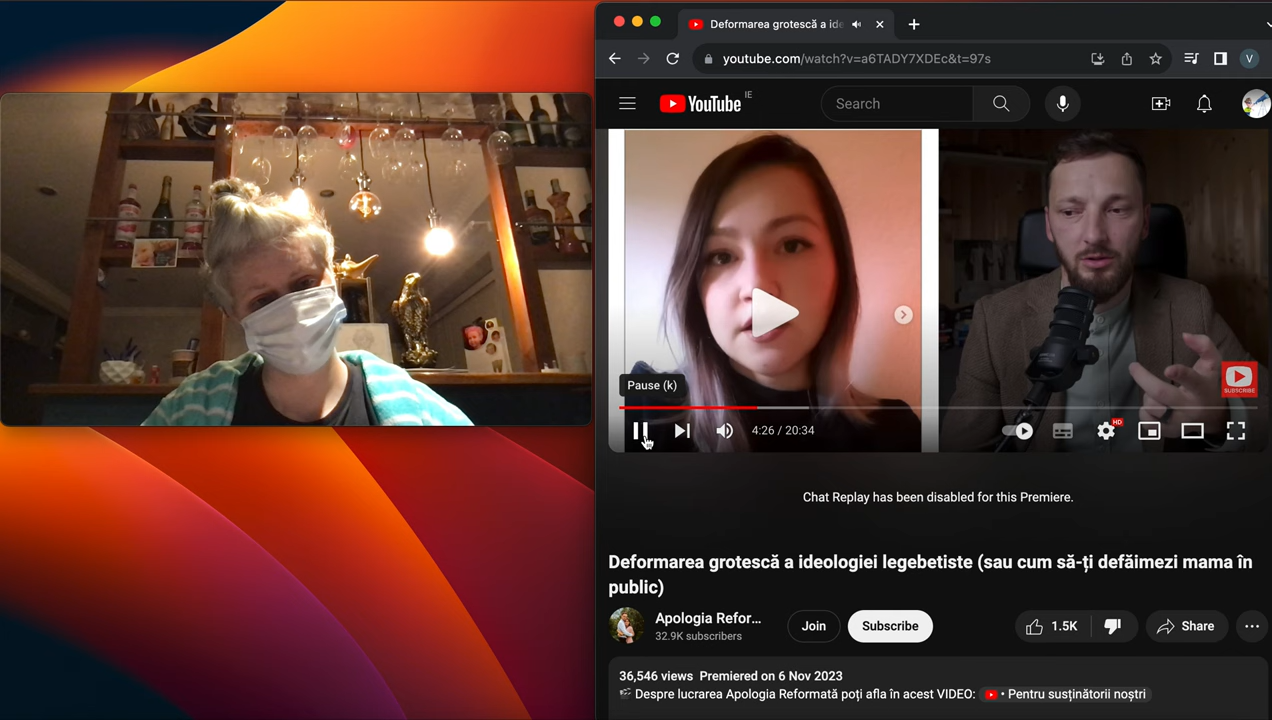 Deformarea grotescă a ide
youtube.com/watch?v=a6TADY7XDEc&t=97s
YouTube IE
Search
V
Pause (k)
SUBSCRIBE
4:26 / 20:34
HD
Chat Replay has been disabled for this Premiere.
Deformarea grotescă a ideologiei legebetiste (sau cum să-ți defăimezi mama în
public)
Apologia Refor...
32.9K subscribers
Join
Subscribe
1.5K
Share
36,546 views Premiered on 6 Nov 2023
Despre lucrarea Apologia Reformată poți afla în acest VIDEO: • Pentru susținătorii noștri